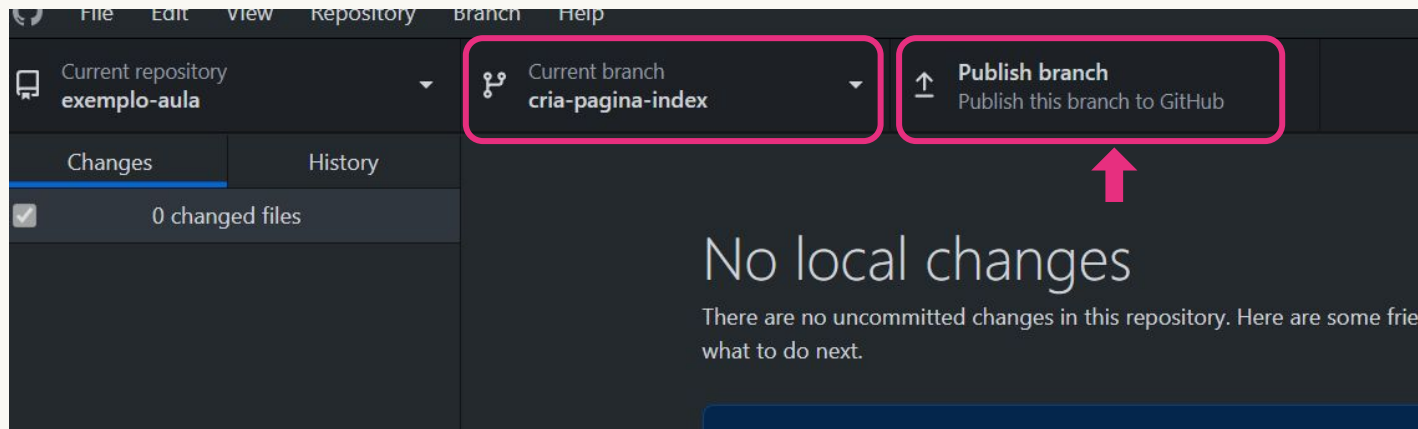 File Edit View Repository Branch Help
Current repository
exemplo-aula
Current branch
cria-pagina-index
Publish branch
Publish this branch to GitHub
Changes History
0 changed files
No local changes
There are no uncommitted changes in this repository. Here are some frie
what to do next.